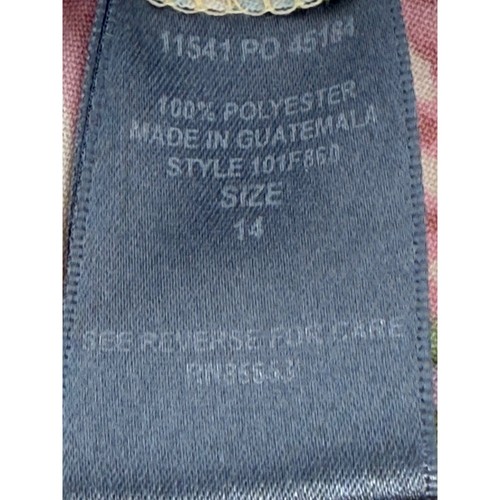 11541 PO 45184
100% POLYESTER
MADE IN GUATEMALA
STYLE 101F860
SIZE
14
SEE REVERSE FOR CARE